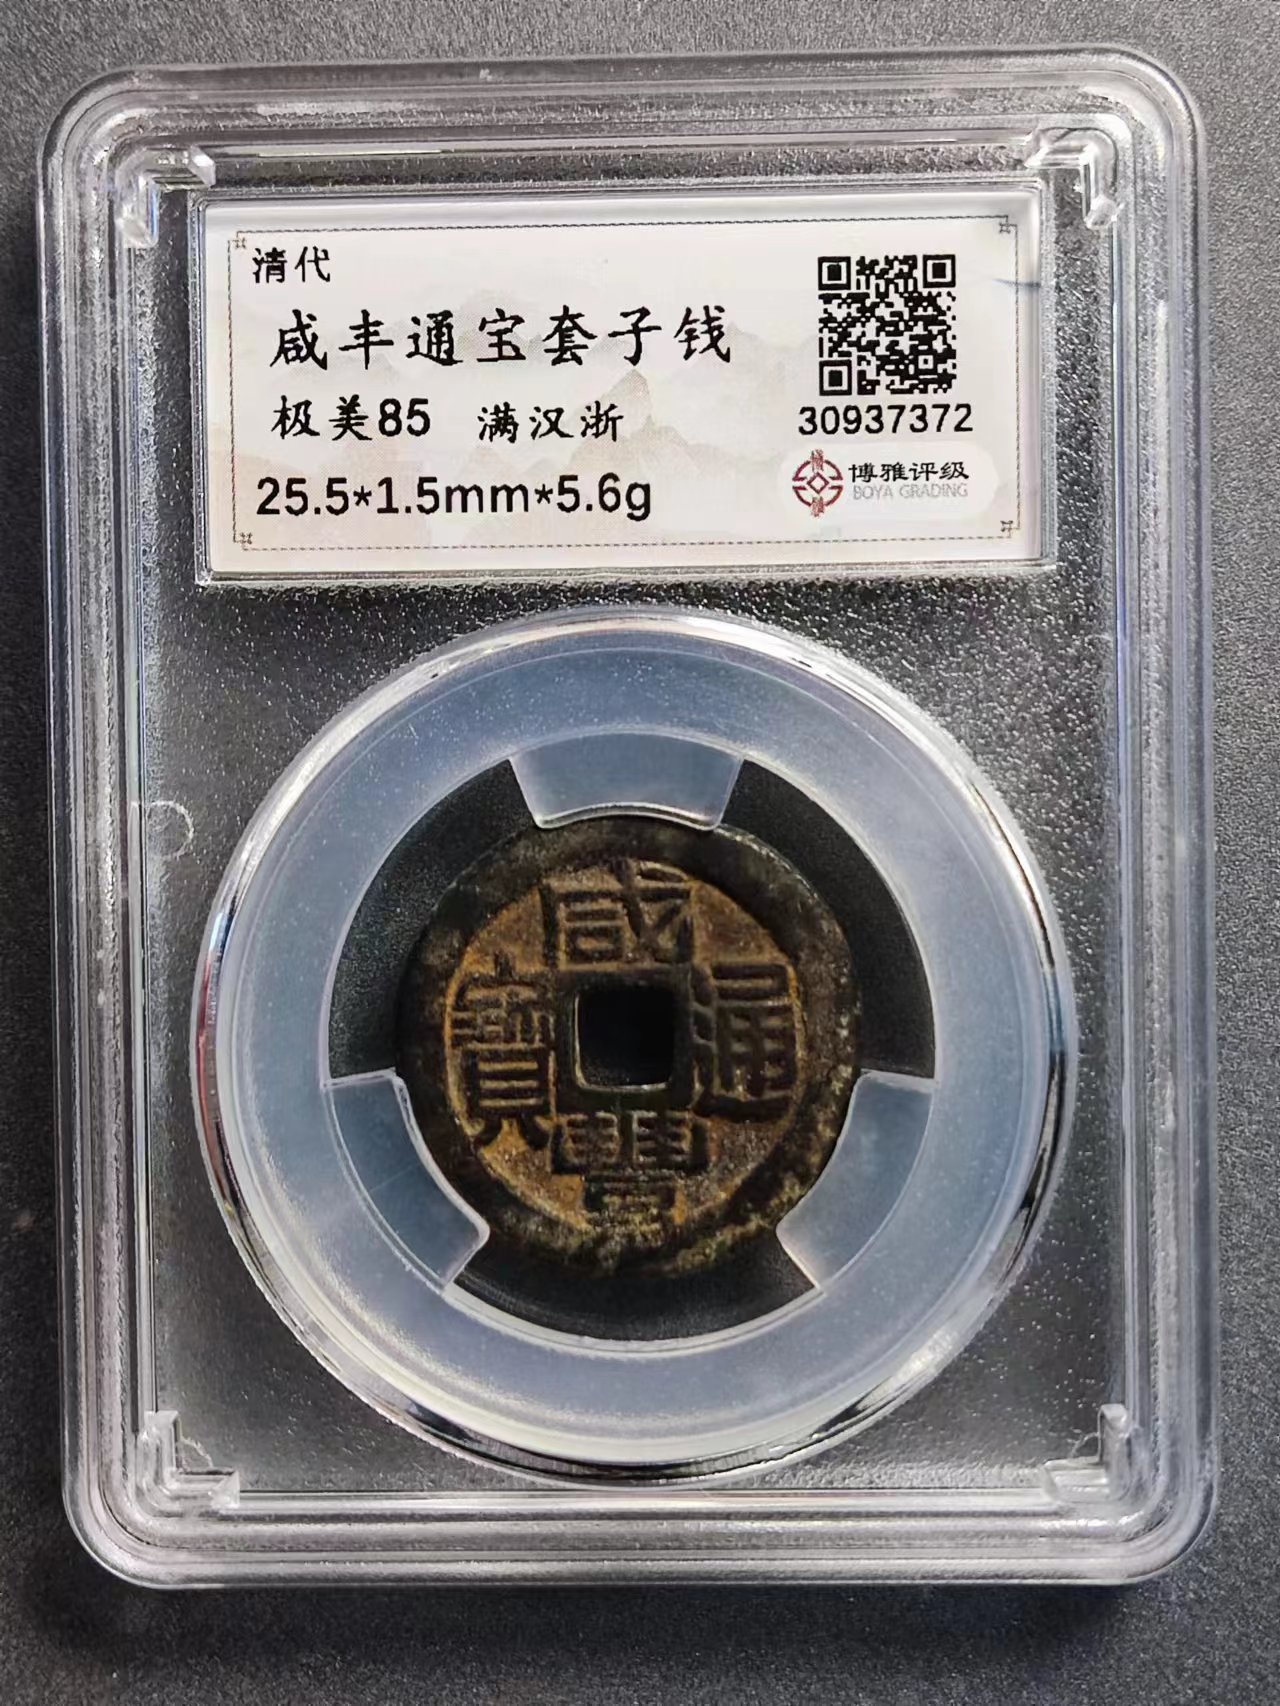 清代
咸丰通宝套子钱
极美85 满汉浙
25.5*1.5mm*5.6g
30937372
博雅评级
BOYA GRADING
咸
寶 通
豐